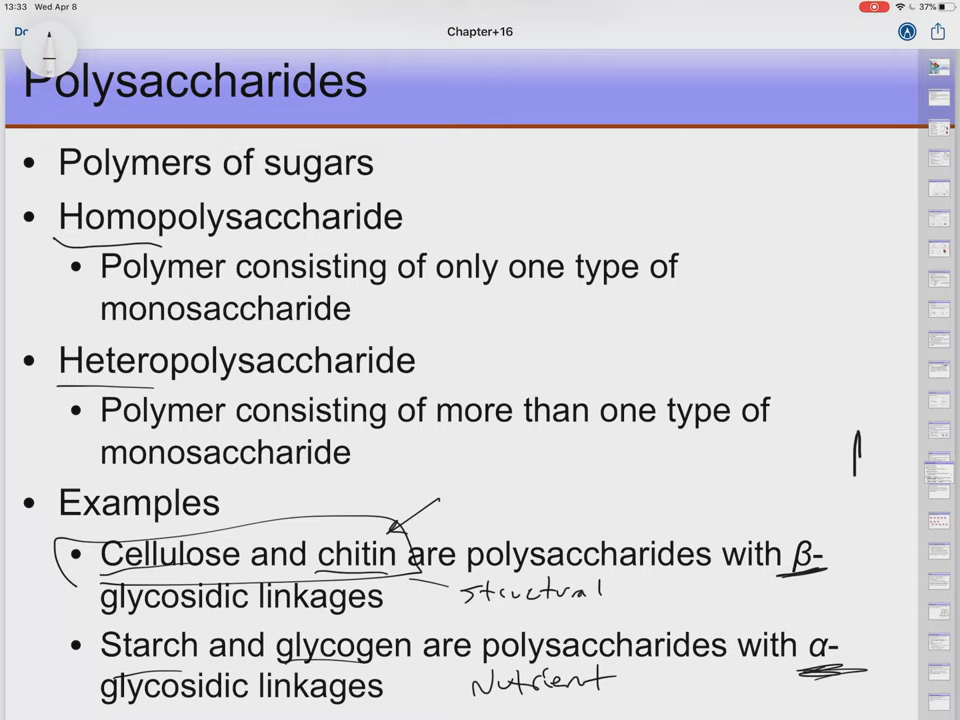 13:33 Wed Apr 8
37%
Chapter+16
Polysaccharides
• Polymers of sugars
• Homopolysaccharide
• Polymer consisting of only one type of
monosaccharide
• Heteropolysaccharide
• Polymer consisting of more than one type of
monosaccharide
• Examples
• Cellulose and chitin are polysaccharides with β-
glycosidic linkages
structural
• Starch and glycogen are polysaccharides with α-
glycosidic linkages
Nutrient